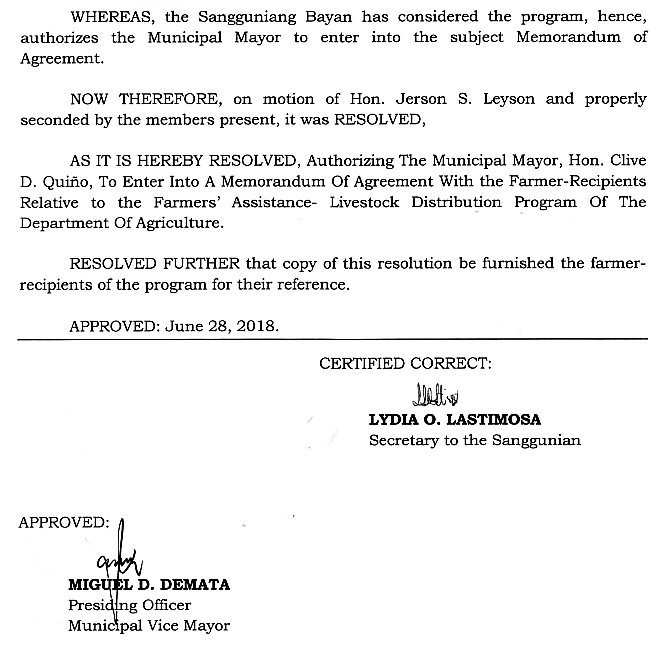 WHEREAS, the Sangguniang Bayan has considered the program, hence,
authorizes the Municipal Mayor to enter into the subject Memorandum of
Agreement.
NOW THEREFORE, on motion of Hon. Jerson S. Leyson and properly
seconded by the members present, it was RESOLVED,
AS IT IS HEREBY RESOLVED, Authorizing The Municipal Mayor, Hon. Clive
D. Quiño, To Enter Into A Memorandum Of Agreement With the Farmer-Recipients
Relative to the Farmers' Assistance- Livestock Distribution Program Of The
Department Of Agriculture.
RESOLVED FURTHER that copy of this resolution be furnished the farmer-
recipients of the program for their reference.
APPROVED: June 28, 2018.
CERTIFIED CORRECT:
LYDIA O. LASTIMOSA
Secretary to the Sanggunian
APPROVED:
MIGUEL D. DEMATA
Presiding Officer
Municipal Vice Mayor